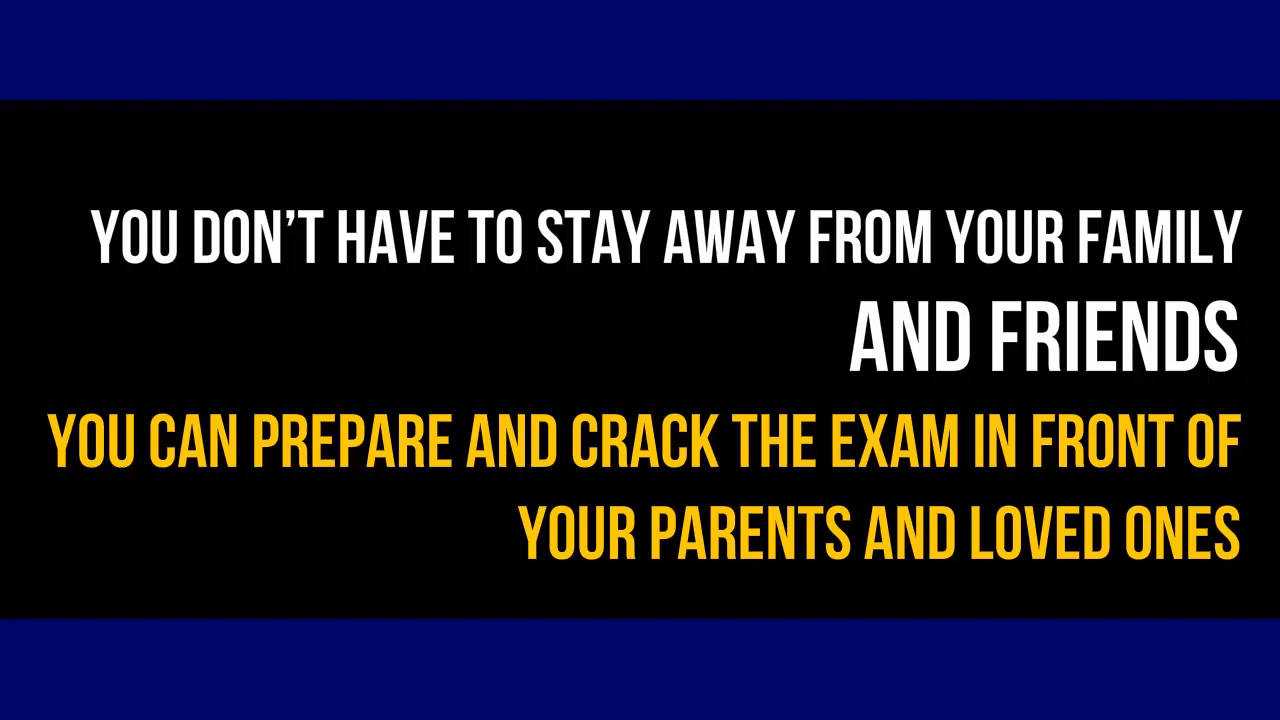 YOU DON'T HAVE TO STAY AWAY FROM YOUR FAMILY
AND FRIENDS
YOU CAN PREPARE AND CRACK THE EXAM IN FRONT OF
YOUR PARENTS AND LOVED ONES